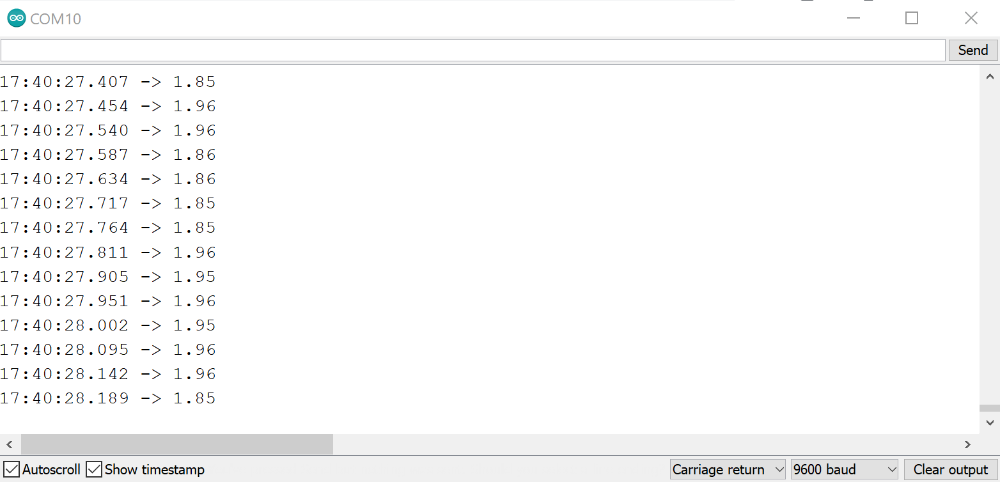 COM10
Send
17:40:27.407 -> 1.85
17:40:27.454 -> 1.96
17:40:27.540 -> 1.96
17:40:27.587 -> 1.86
17:40:27.634 -> 1.86
17:40:27.717 -> 1.85
17:40:27.764 -> 1.85
17:40:27.811 -> 1.96
17:40:27.905 -> 1.95
17:40:27.951 -> 1.96
17:40:28.002 -> 1.95
17:40:28.095 -> 1.96
17:40:28.142 -> 1.96
17:40:28.189 -> 1.85
Autoscroll Show timestamp Carriage return 9600 baud Clear output